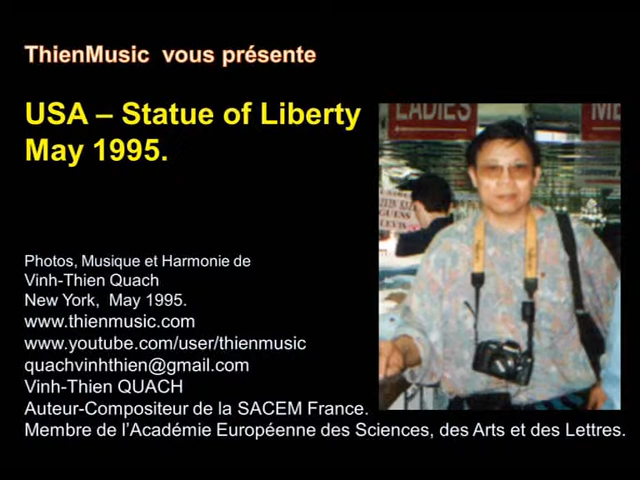 ThienMusic vous présente
USA – Statue of Liberty
May 1995.
LADIES
Photos, Musique et Harmonie de
Vinh-Thien Quach
New York, May 1995.
www.thienmusic.com
www.youtube.com/user/thienmusic
quachvinhthien@gmail.com
Vinh-Thien QUACH
Auteur-Compositeur de la SACEM France.
Membre de l'Académie Européenne des Sciences, des Arts et des Lettres.